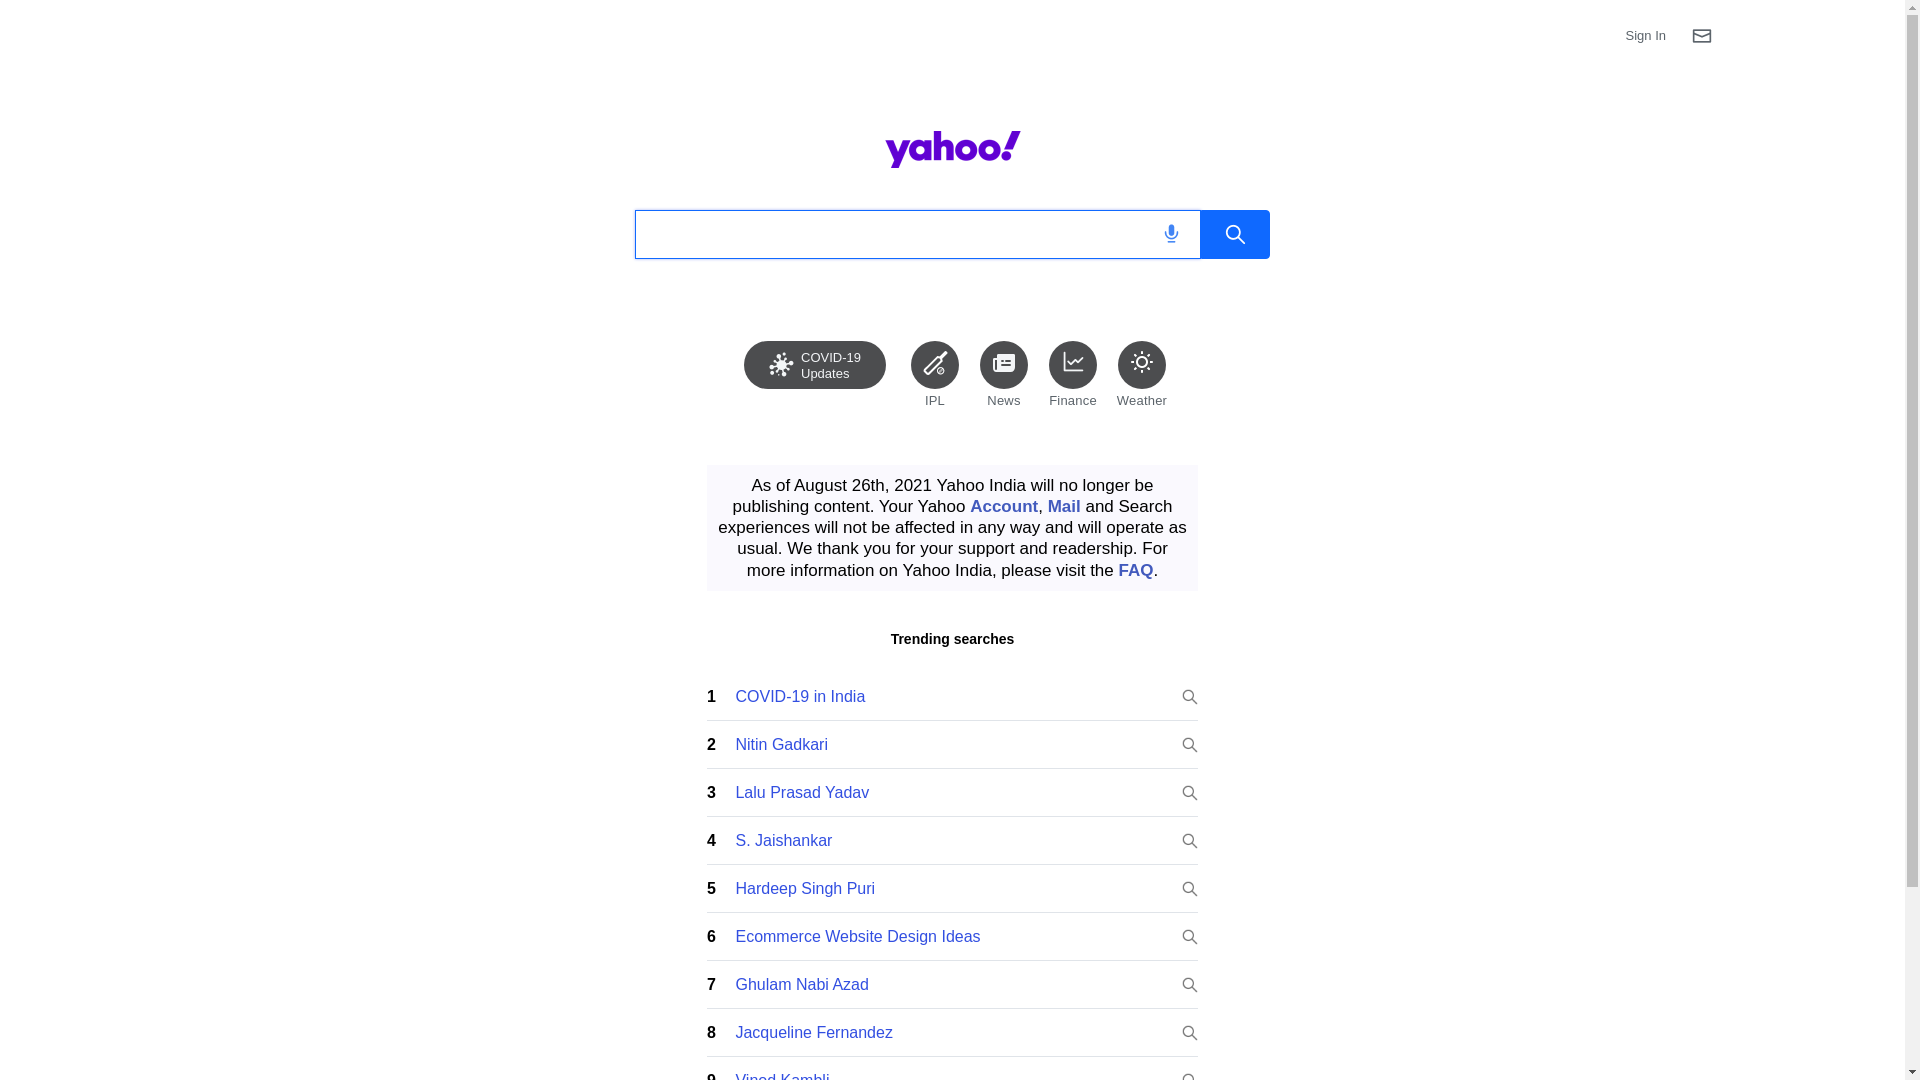 Sign In
yahoo!
COVID-19
Updates
IPL
News
Finance
Weather
As of August 26th, 2021 Yahoo India will no longer be
publishing content. Your Yahoo Account, Mail and Search
experiences will not be affected in any way and will operate as
usual. We thank you for your support and readership. For
more information on Yahoo India, please visit the FAQ.
Trending searches
1 COVID-19 in India
2 Nitin Gadkari
3 Lalu Prasad Yadav
4 S. Jaishankar
5 Hardeep Singh Puri
6 Ecommerce Website Design Ideas
7 Ghulam Nabi Azad
8 Jacqueline Fernandez
9 Vinod Kambli